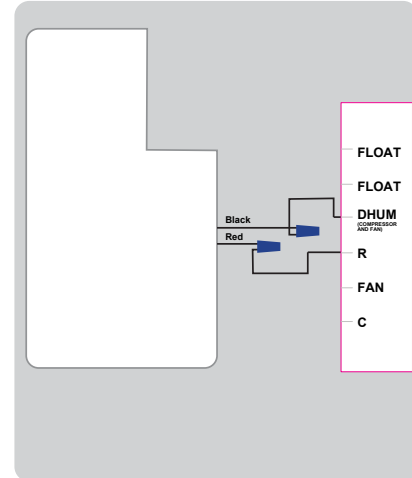 FLOAT
FLOAT
DHUM
(COMPRESSOR
AND FAN)
Black
Red
R
FAN
C